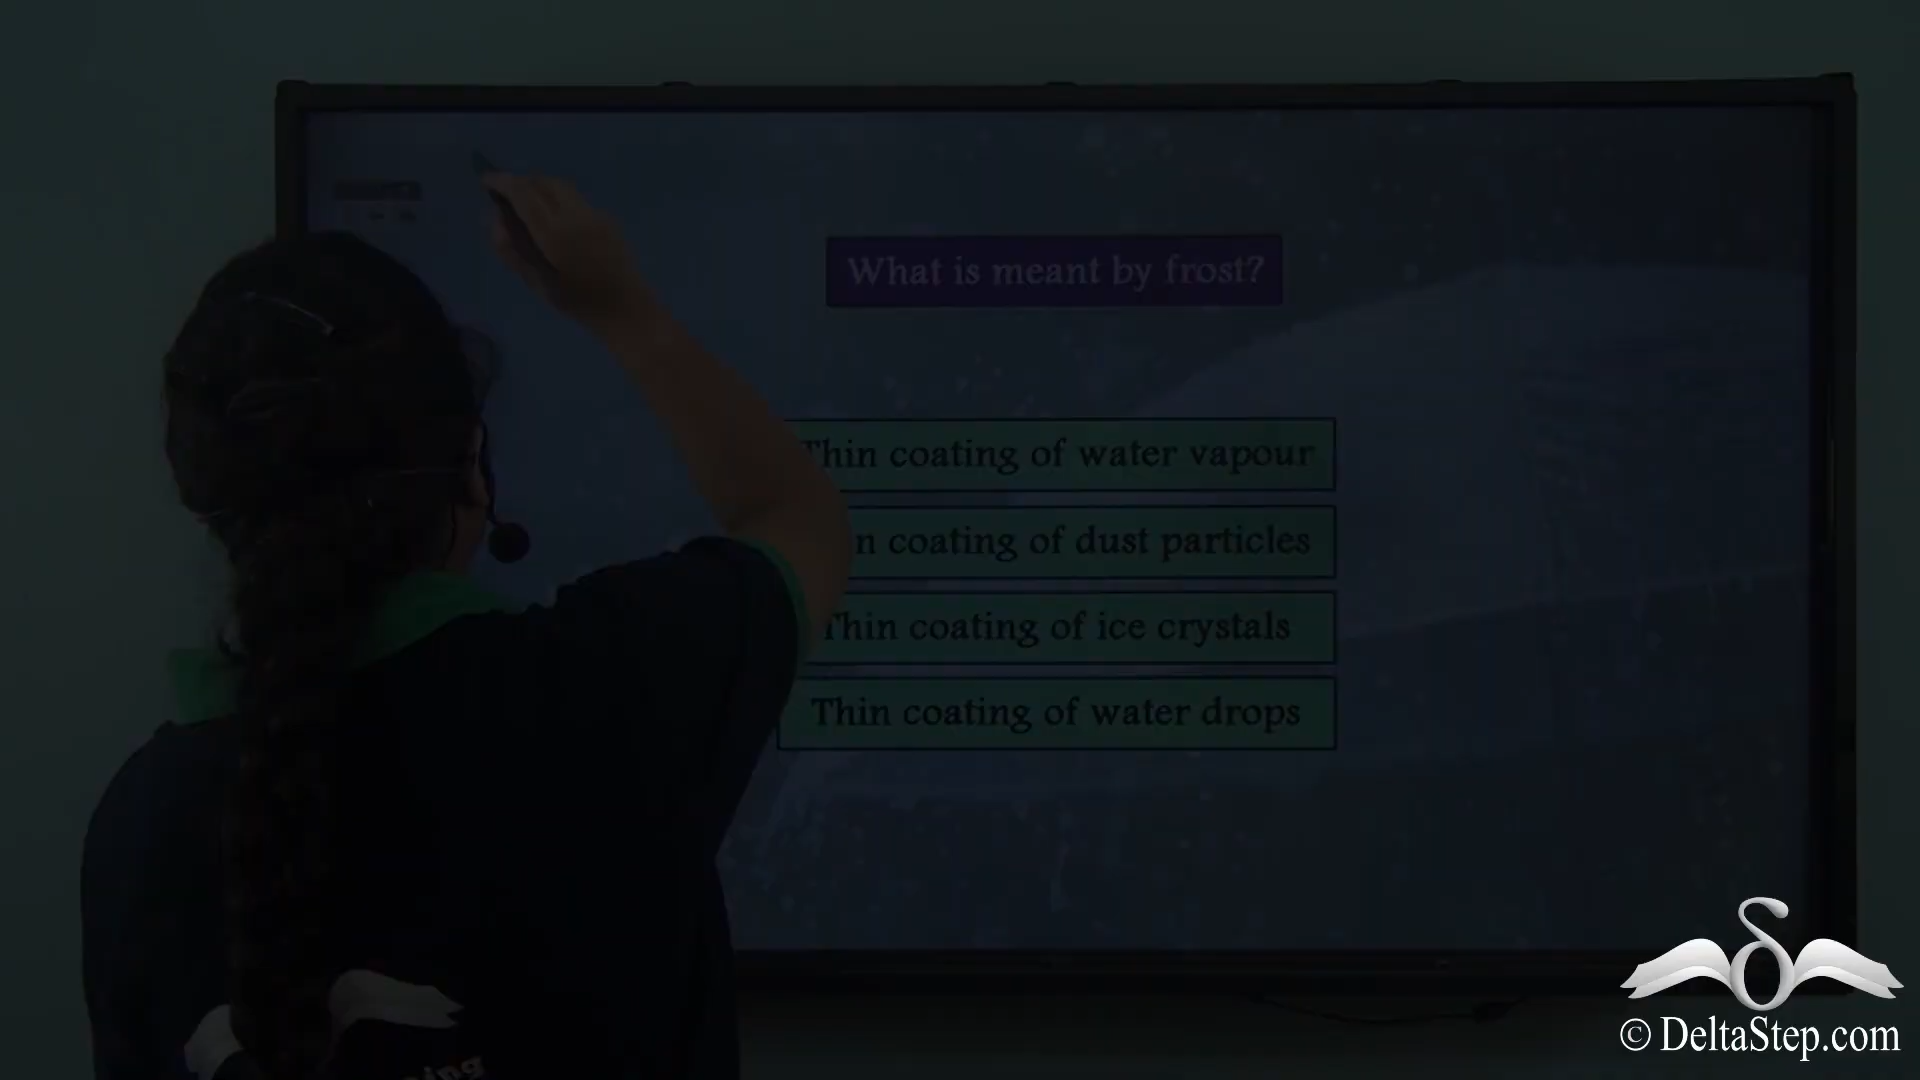 What is meant by frost?
Thin coating of water vapour
coating of dust particles
Thin coating of ice crystals
Thin coating of water drops
© DeltaStep.com